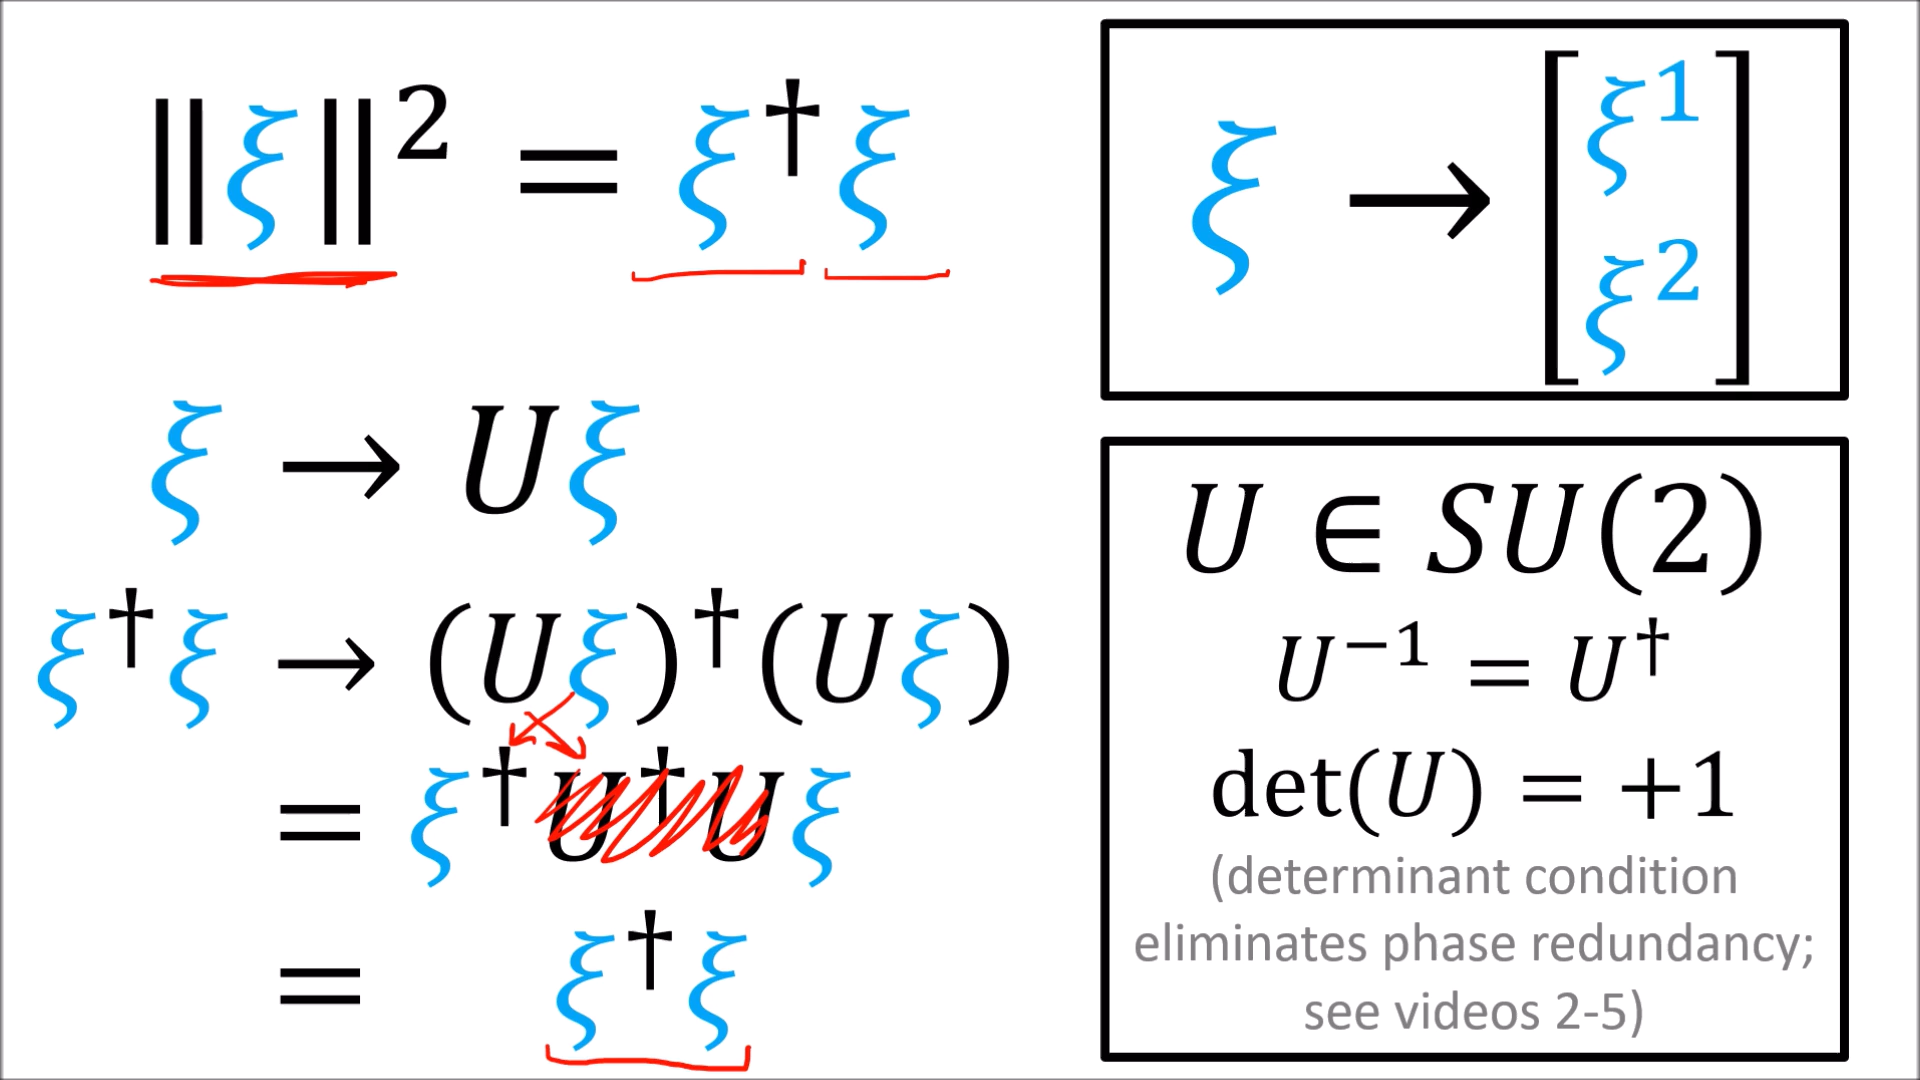 ‖ξ‖² = ξ†ξ
ξ → Uξ
ξ†ξ → (Uξ)†(Uξ)
= ξ†U†Uξ
= ξ†ξ
ξ → [ξ¹
ξ²]
U ∈ SU(2)
U⁻¹ = U†
det(U) = +1
(determinant condition
eliminates phase redundancy;
see videos 2-5)